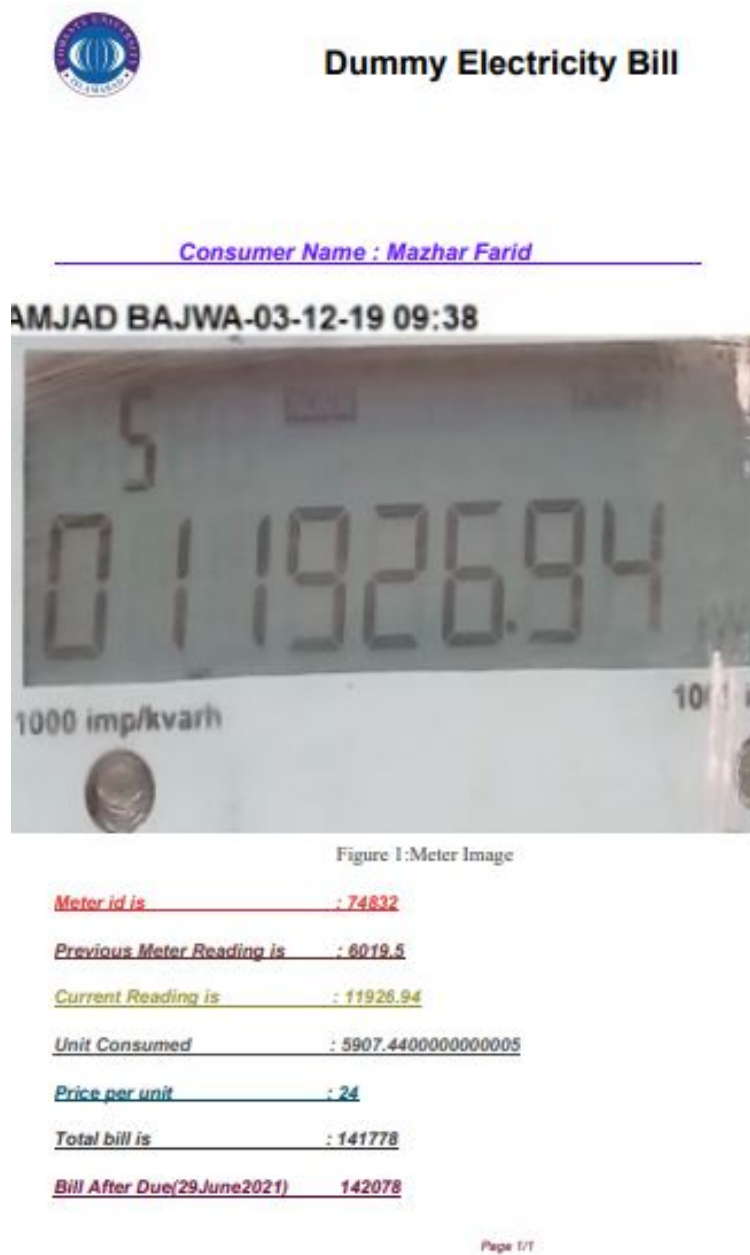 Dummy Electricity Bill
Consumer Name : Mazhar Farid
AMJAD BAJWA-03-12-19 09:38
5
011926.94
1000 imp/kvarh
Figure 1:Meter Image
Meter id is : 74832
Previous Meter Reading is : 6019.5
Current Reading is : 11926.94
Unit Consumed : 5907.4400000000005
Price per unit : 24
Total bill is : 141778
Bill After Due(29June2021) 142078
Page 1/1